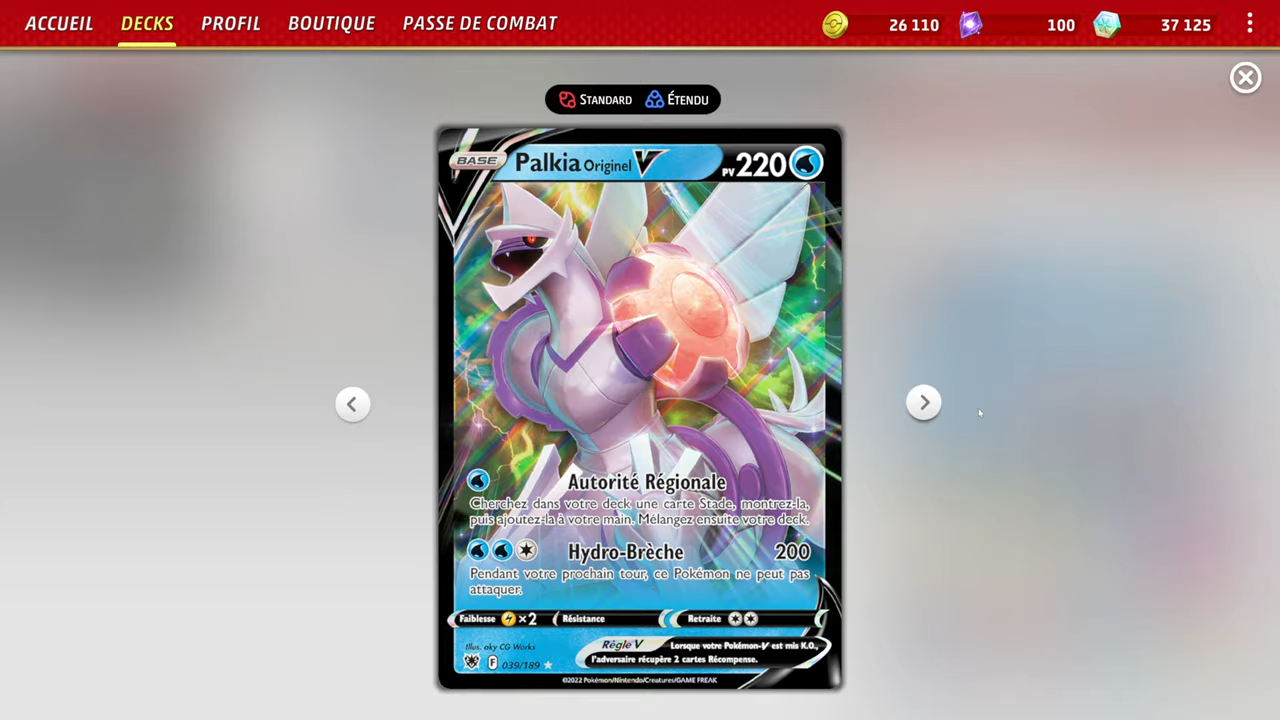 ACCUEIL DECKS PROFIL BOUTIQUE PASSE DE COMBAT 26 110 100 37 125
STANDARD ÉTENDU
BASE Palkia Originel V PV 220
Autorité Régionale
Cherchez dans votre deck une carte Stade, montrez-la,
puis ajoutez-la à votre main. Mélangez ensuite votre deck.
Hydro-Brèche 200
Pendant votre prochain tour, ce Pokémon ne peut pas
attaquer.
Faiblesse ×2 Résistance Retraite
Illus. aky CG Works
Règle V Lorsque votre Pokémon-V est mis K.O.,
l'adversaire récupère 2 cartes Récompense.
F 039/189
©2022 Pokémon/Nintendo/Creatures/GAME FREAK